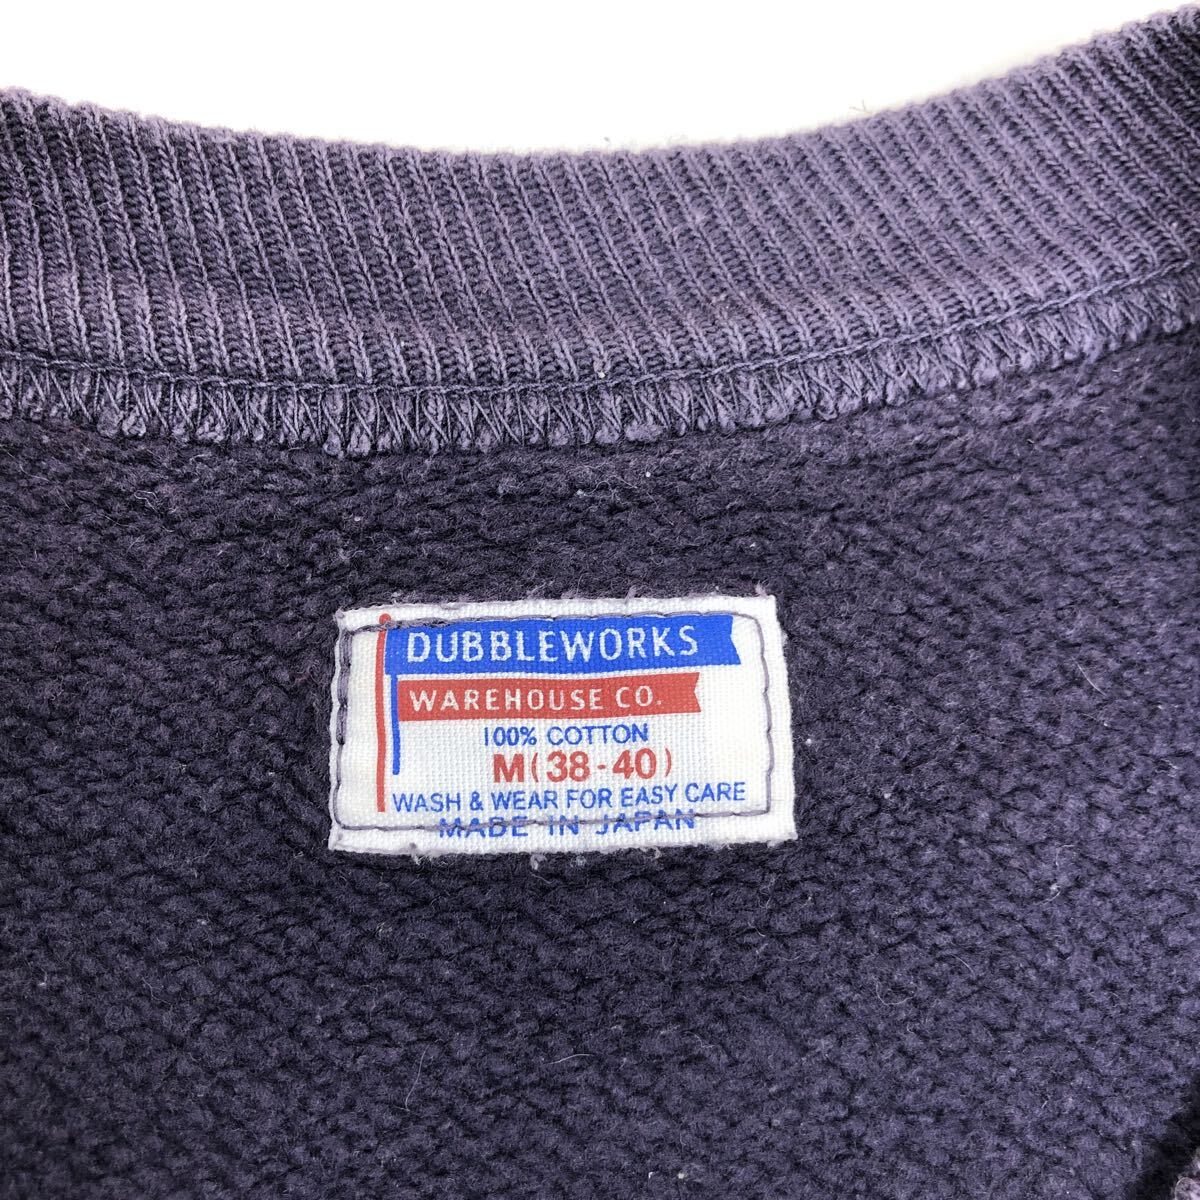 DUBBLEWORKS
WAREHOUSE CO.
100% COTTON
M(38-40)
WASH & WEAR FOR EASY CARE
MADE IN JAPAN